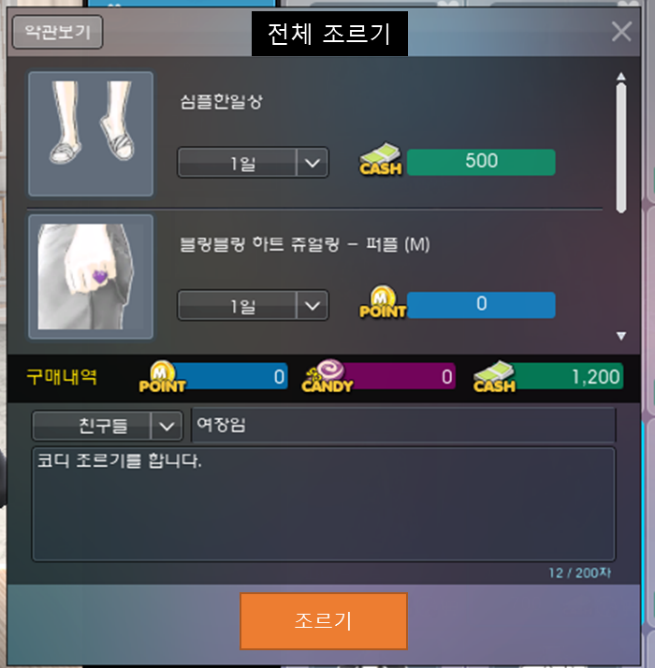 약관보기
전체 조르기
심플한일상
1일
CASH
500
블링블링 하트 쥬얼링 - 퍼플 (M)
1일
M POINT
0
구매내역
M POINT
0
CANDY
0
CASH
1,200
친구들
여장임
코디 조르기를 합니다.
12 / 200자
조르기